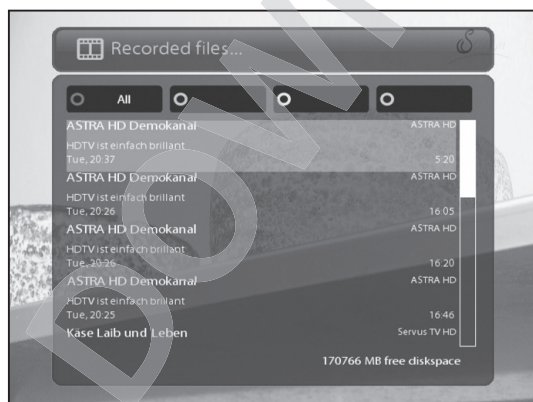 Recorded files...
All
ASTRA HD Demokanal ASTRA HD
HDTV ist einfach brillant
Tue, 20:37 5:20
ASTRA HD Demokanal ASTRA HD
HDTV ist einfach brillant
Tue, 20:26 16:05
ASTRA HD Demokanal ASTRA HD
HDTV ist einfach brillant
Tue, 20:26 16:20
ASTRA HD Demokanal ASTRA HD
HDTV ist einfach brillant
Tue, 20:25 16:46
Käse Laib und Leben Servus TV HD
170766 MB free diskspace
DOW